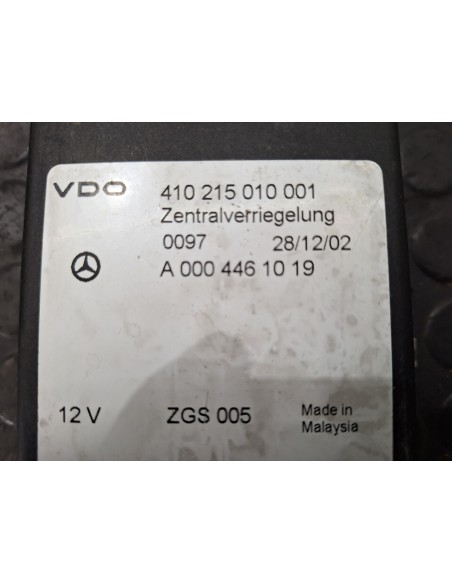 VDO 410 215 010 001
Zentralverriegelung
0097 28/12/02
A 000 446 10 19
12 V ZGS 005 Made in
Malaysia